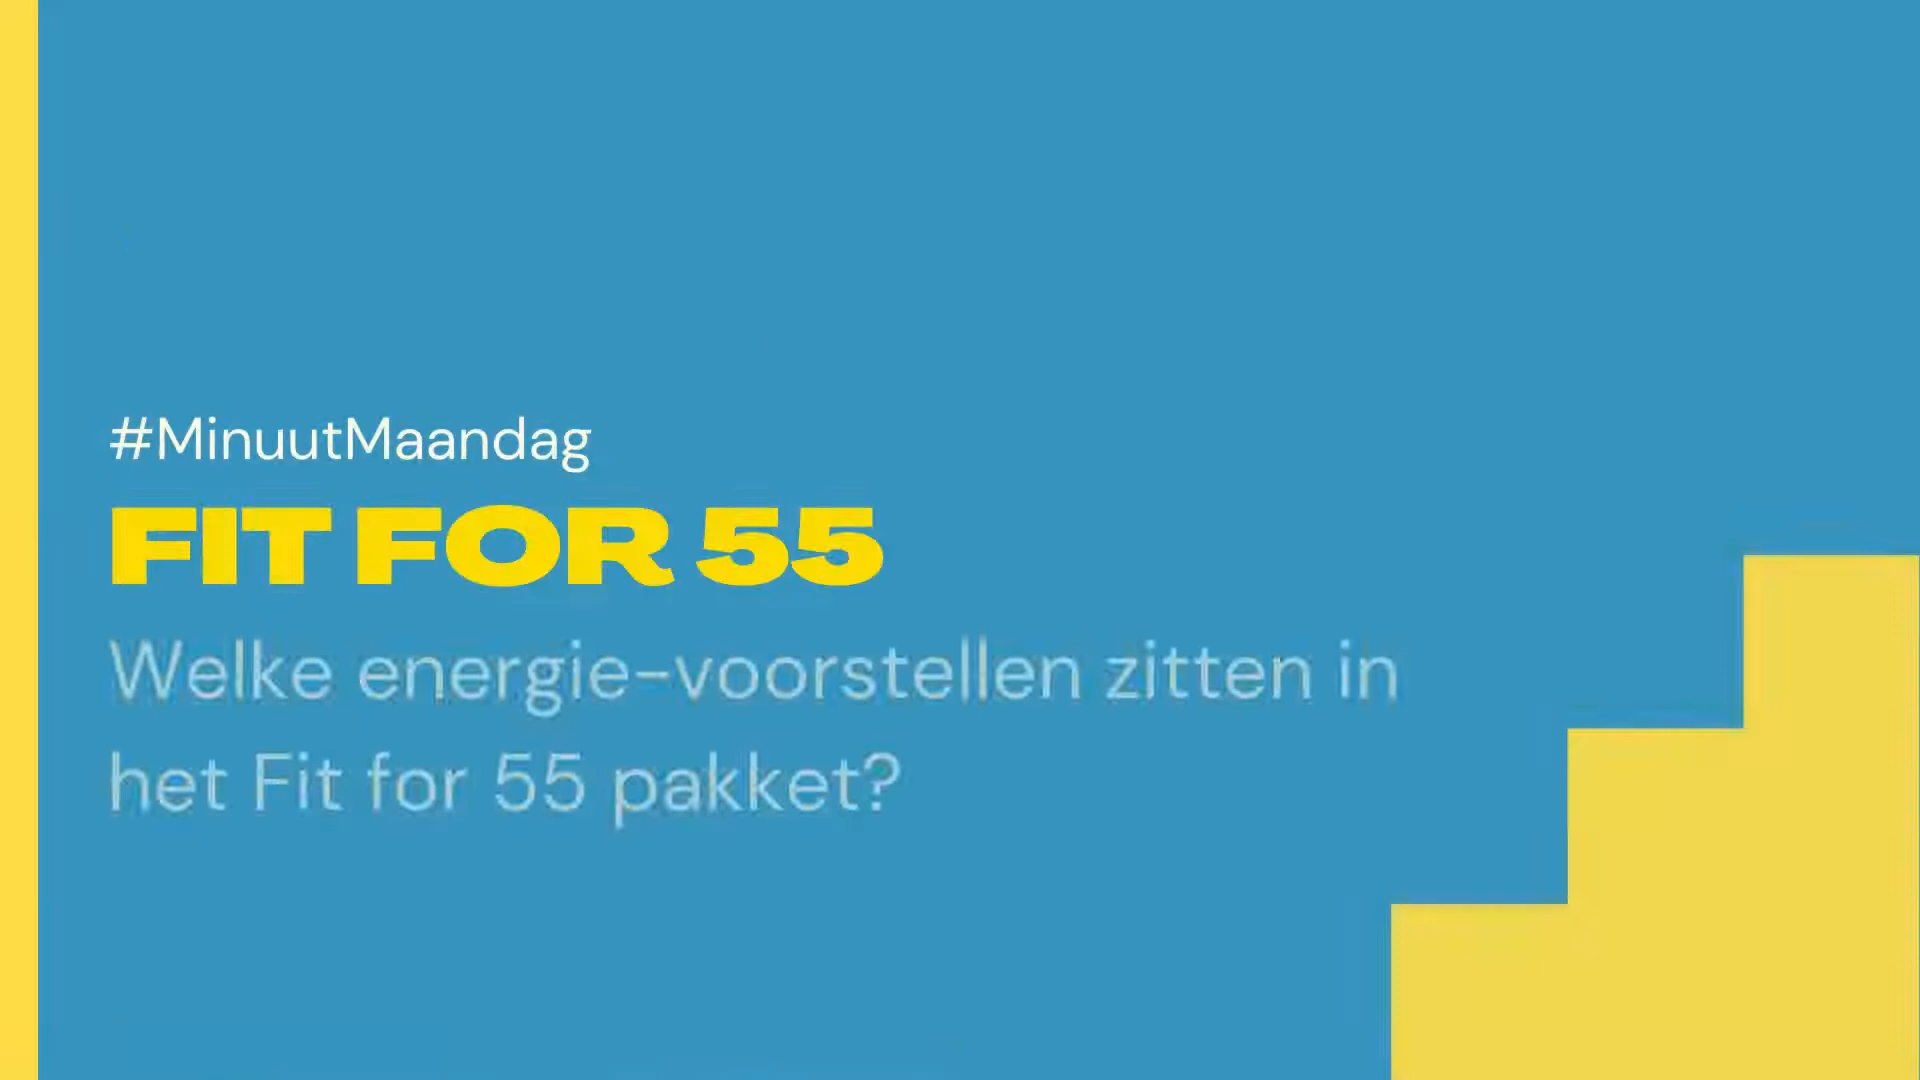 #MinuutMaandag
FIT FOR 55
Welke energie-voorstellen zitten in
het Fit for 55 pakket?